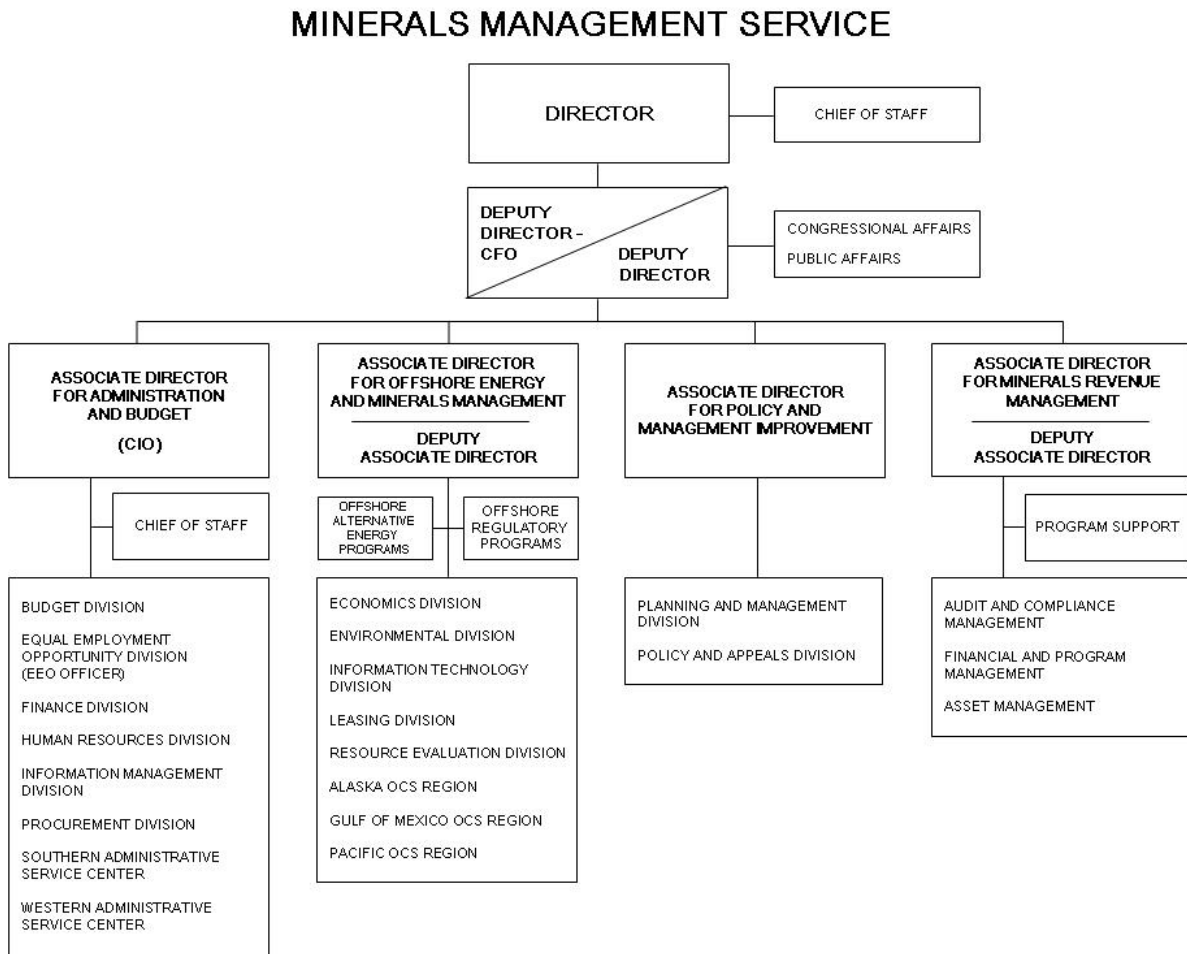 MINERALS MANAGEMENT SERVICE
DIRECTOR
CHIEF OF STAFF
DEPUTY
DIRECTOR –
CFO
DEPUTY
DIRECTOR
CONGRESSIONAL AFFAIRS
PUBLIC AFFAIRS
ASSOCIATE DIRECTOR
FOR ADMINISTRATION
AND BUDGET
(CIO)
ASSOCIATE DIRECTOR
FOR OFFSHORE ENERGY
AND MINERALS MANAGEMENT
DEPUTY
ASSOCIATE DIRECTOR
ASSOCIATE DIRECTOR
FOR POLICY AND
MANAGEMENT IMPROVEMENT
ASSOCIATE DIRECTOR
FOR MINERALS REVENUE
MANAGEMENT
DEPUTY
ASSOCIATE DIRECTOR
CHIEF OF STAFF
OFFSHORE
ALTERNATIVE
ENERGY
PROGRAMS
OFFSHORE
REGULATORY
PROGRAMS
PROGRAM SUPPORT
BUDGET DIVISION
EQUAL EMPLOYMENT
OPPORTUNITY DIVISION
(EEO OFFICER)
FINANCE DIVISION
HUMAN RESOURCES DIVISION
INFORMATION MANAGEMENT
DIVISION
PROCUREMENT DIVISION
SOUTHERN ADMINISTRATIVE
SERVICE CENTER
WESTERN ADMINISTRATIVE
SERVICE CENTER
ECONOMICS DIVISION
ENVIRONMENTAL DIVISION
INFORMATION TECHNOLOGY
DIVISION
LEASING DIVISION
RESOURCE EVALUATION DIVISION
ALASKA OCS REGION
GULF OF MEXICO OCS REGION
PACIFIC OCS REGION
PLANNING AND MANAGEMENT
DIVISION
POLICY AND APPEALS DIVISION
AUDIT AND COMPLIANCE
MANAGEMENT
FINANCIAL AND PROGRAM
MANAGEMENT
ASSET MANAGEMENT